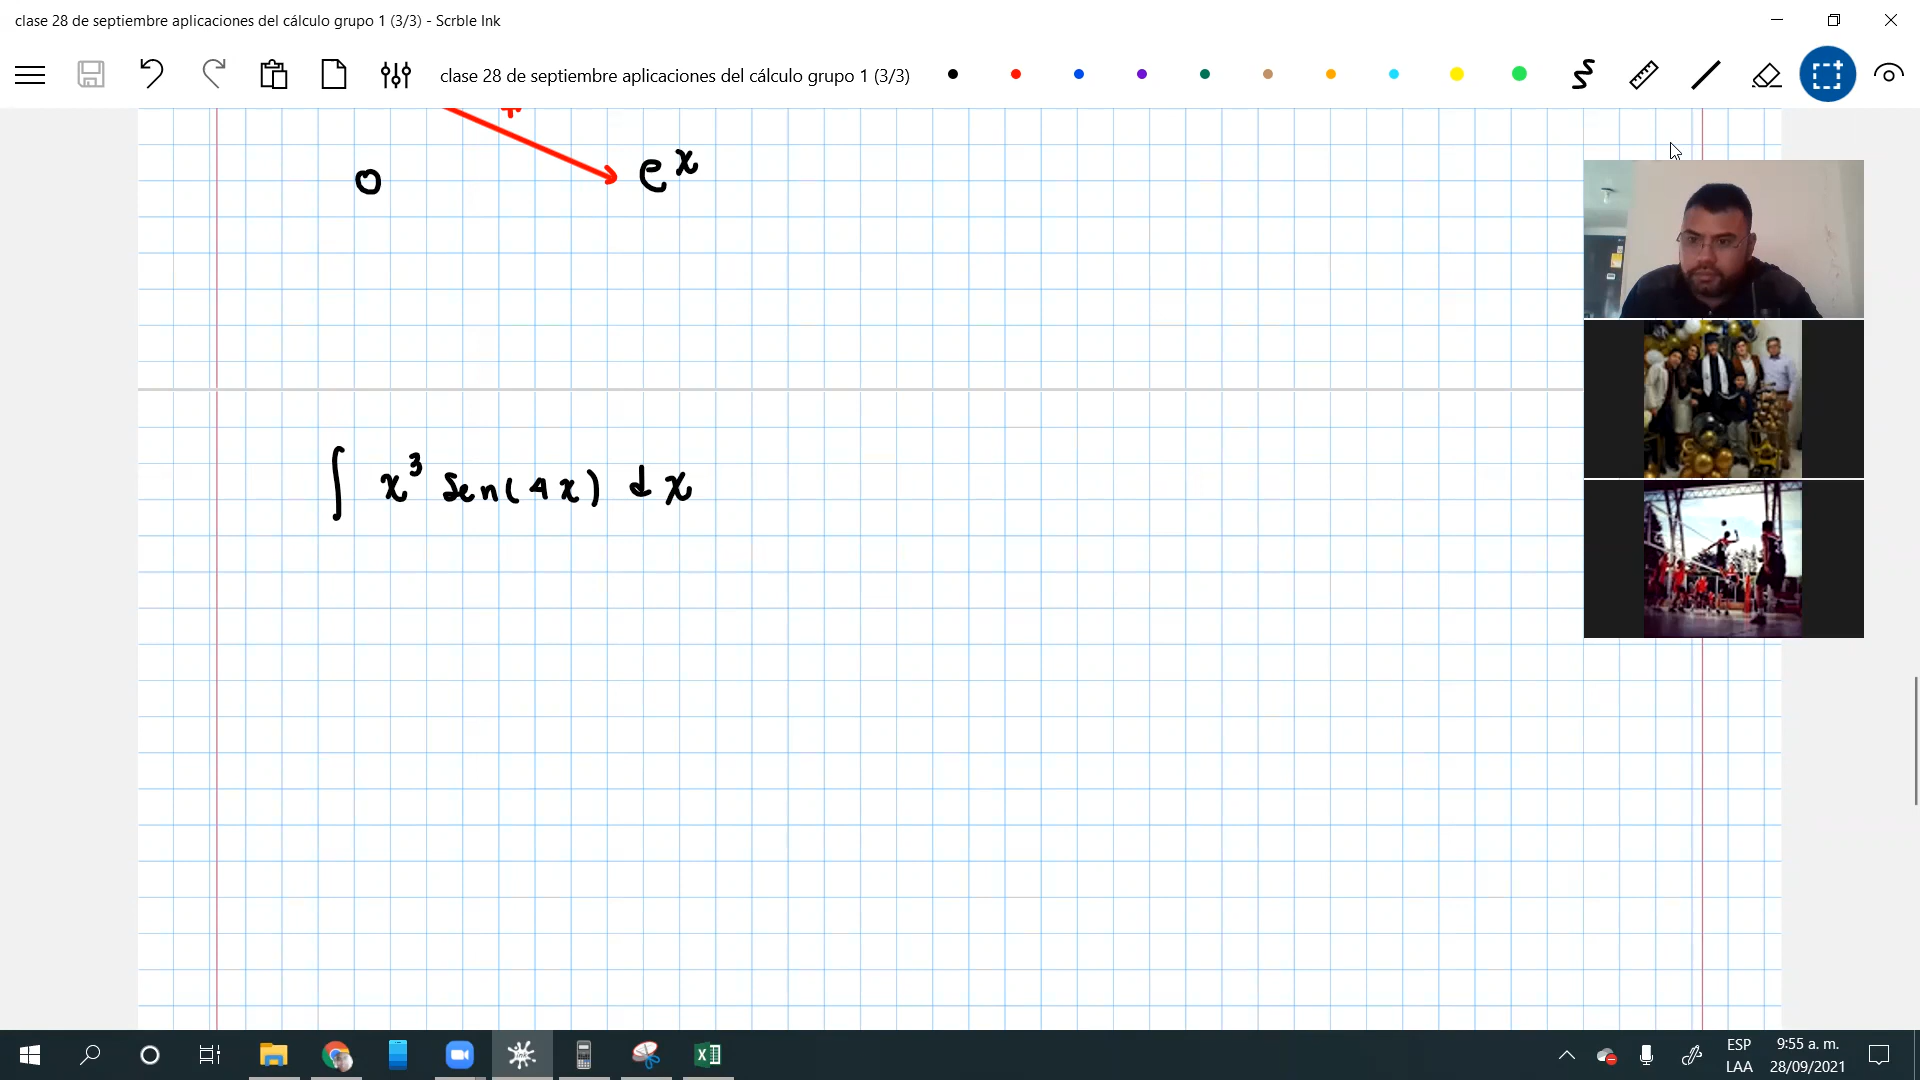 clase 28 de septiembre aplicaciones del cálculo grupo 1 (3/3) - Scrble Ink
clase 28 de septiembre aplicaciones del cálculo grupo 1 (3/3)
0 e^x
∫ x^3 sen(4x) dx
ESP 9:55 a. m.
LAA 28/09/2021